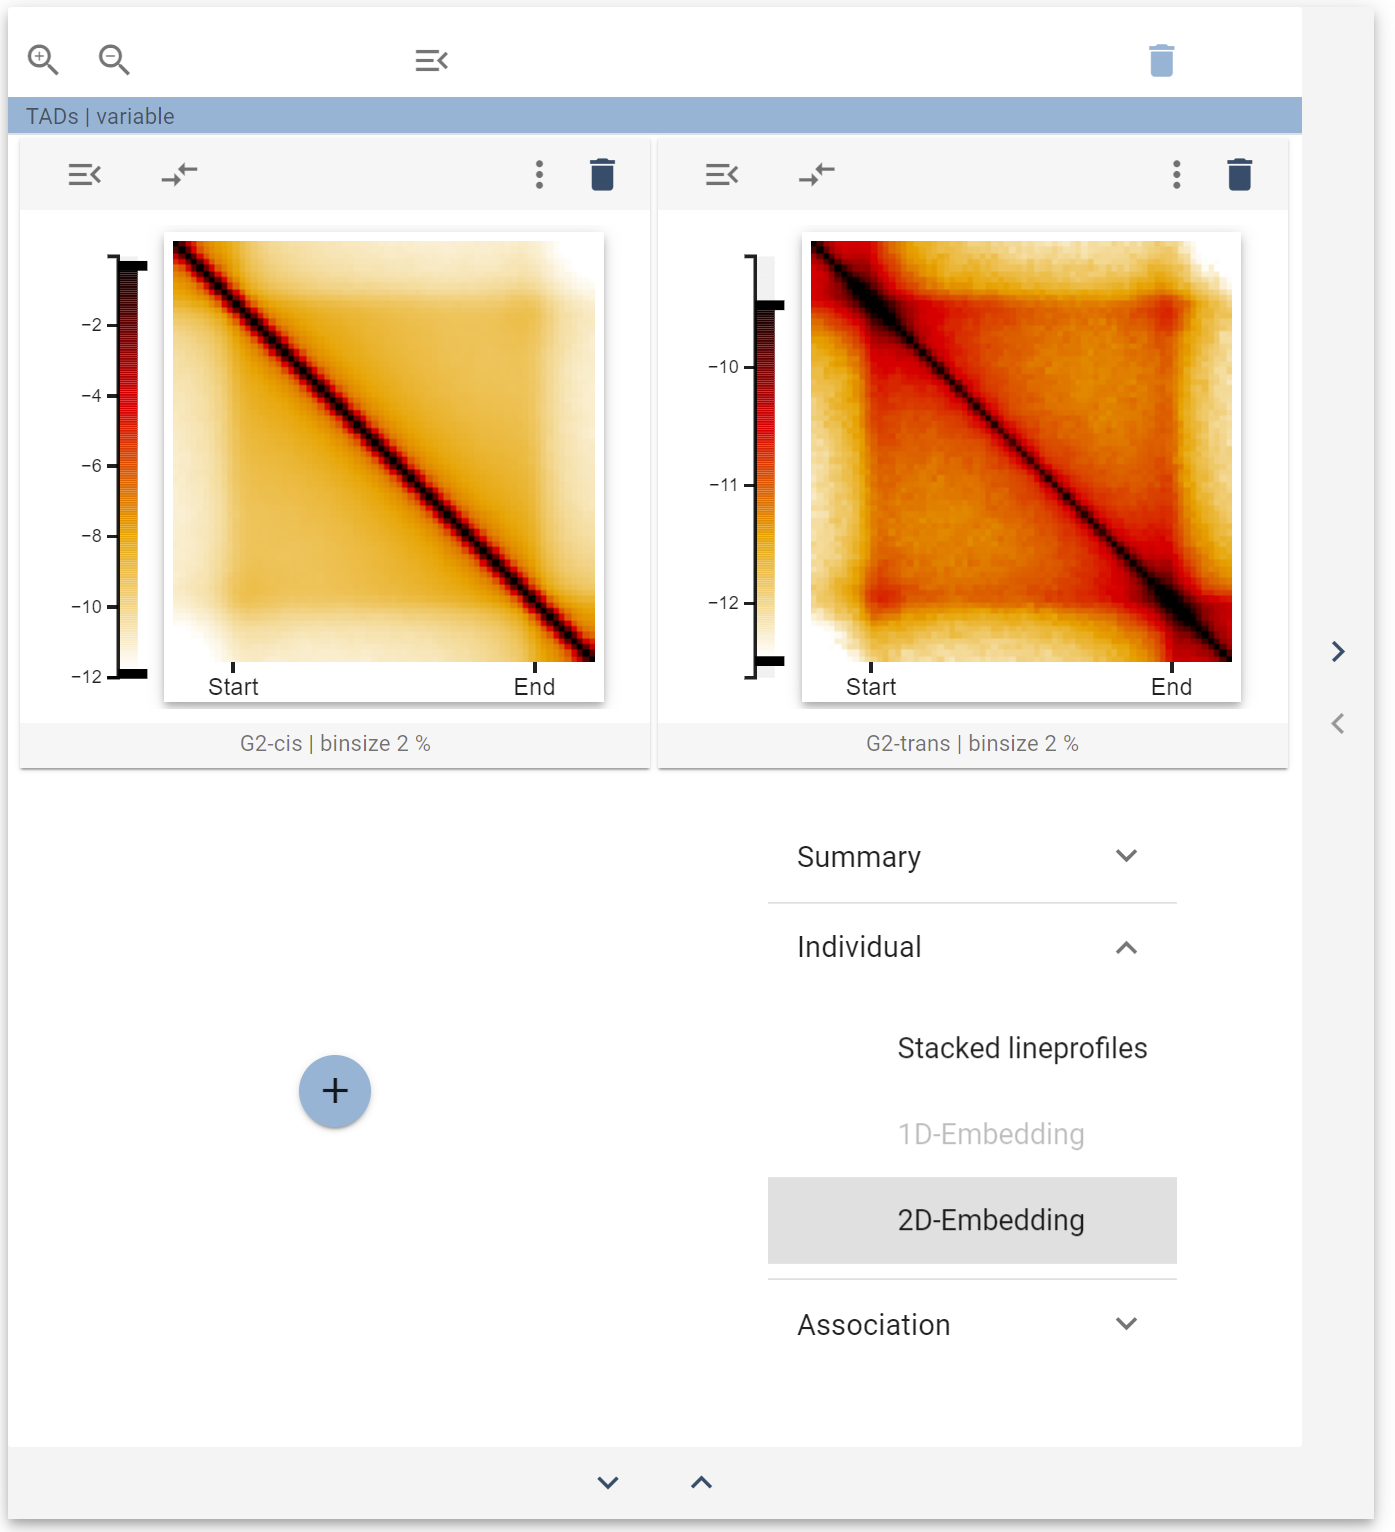 TADs | variable
−2
−4
−6
−8
−10
−12
Start End
G2-cis | binsize 2 %
−10
−11
−12
Start End
G2-trans | binsize 2 %
Summary
Individual
Stacked lineprofiles
1D-Embedding
2D-Embedding
Association